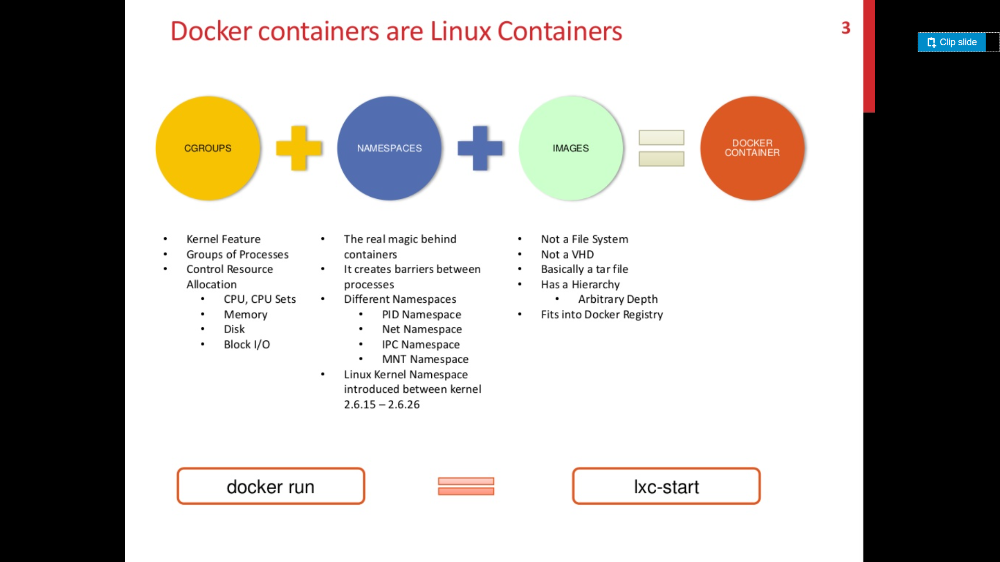 Docker containers are Linux Containers
3
Clip slide
CGROUPS
NAMESPACES
IMAGES
DOCKER
CONTAINER
• Kernel Feature
• Groups of Processes
• Control Resource
Allocation
• CPU, CPU Sets
• Memory
• Disk
• Block I/O
• The real magic behind
containers
• It creates barriers between
processes
• Different Namespaces
• PID Namespace
• Net Namespace
• IPC Namespace
• MNT Namespace
• Linux Kernel Namespace
introduced between kernel
2.6.15 – 2.6.26
• Not a File System
• Not a VHD
• Basically a tar file
• Has a Hierarchy
• Arbitrary Depth
• Fits into Docker Registry
docker run
lxc-start